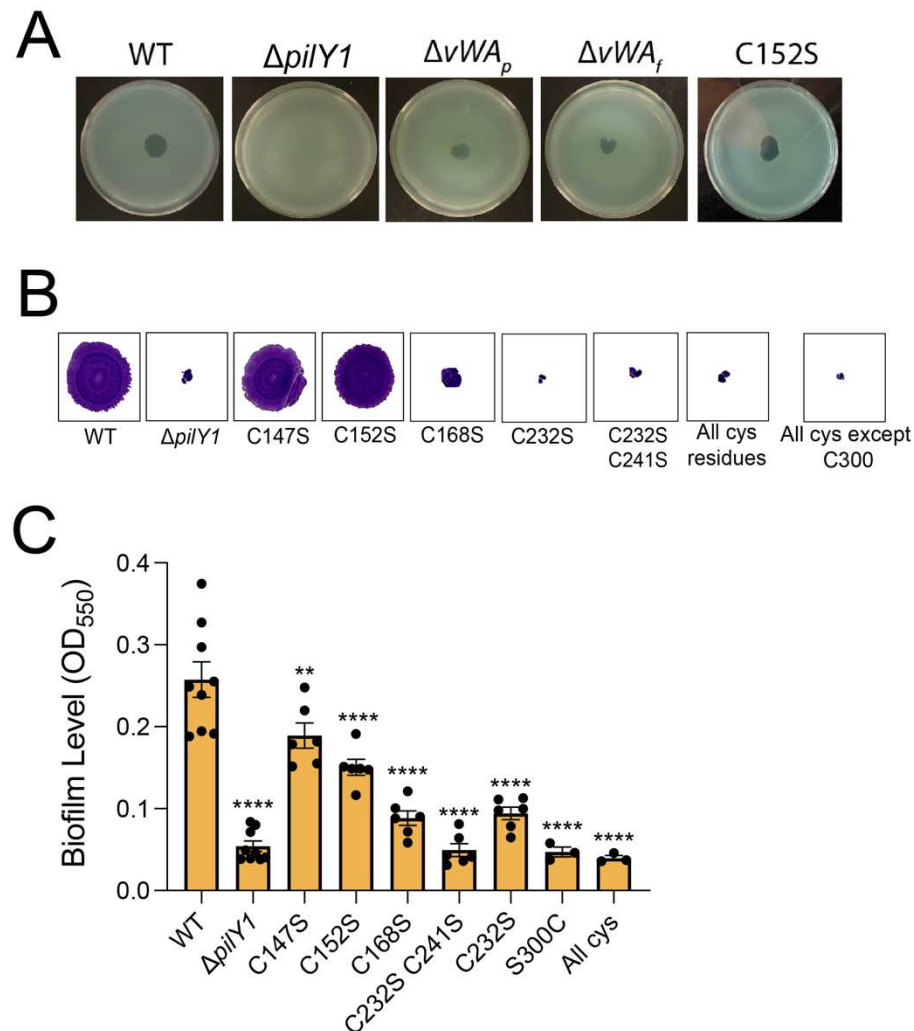 A
WT
ΔpilY1
ΔvWAp
ΔvWAf
C152S
B
WT
ΔpilY1
C147S
C152S
C168S
C232S
C232S
C241S
All cys
residues
All cys except
C300
C
Biofilm Level (OD550)
0.4
0.3
0.2
0.1
0.0
**
****
****
****
****
****
****
****
WT
ΔpilY1
C147S
C152S
C168S
C232S C241S
C232S
S300C
All cys